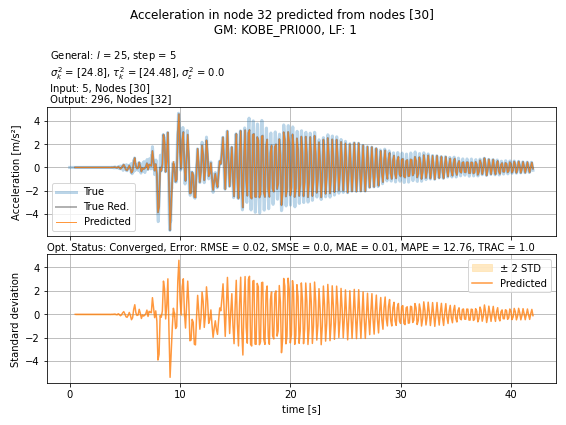 Acceleration in node 32 predicted from nodes [30]
GM: KOBE_PRI000, LF: 1
General: l = 25, step = 5
σ²ₖ = [24.8], τ²ₖ = [24.48], σ²ε = 0.0
Input: 5, Nodes [30]
Output: 296, Nodes [32]
Acceleration [m/s²]
4
2
0
−2
−4
True
True Red.
Predicted
Opt. Status: Converged, Error: RMSE = 0.02, SMSE = 0.0, MAE = 0.01, MAPE = 12.76, TRAC = 1.0
Standard deviation
4
2
0
−2
−4
± 2 STD
Predicted
0 10 20 30 40
time [s]